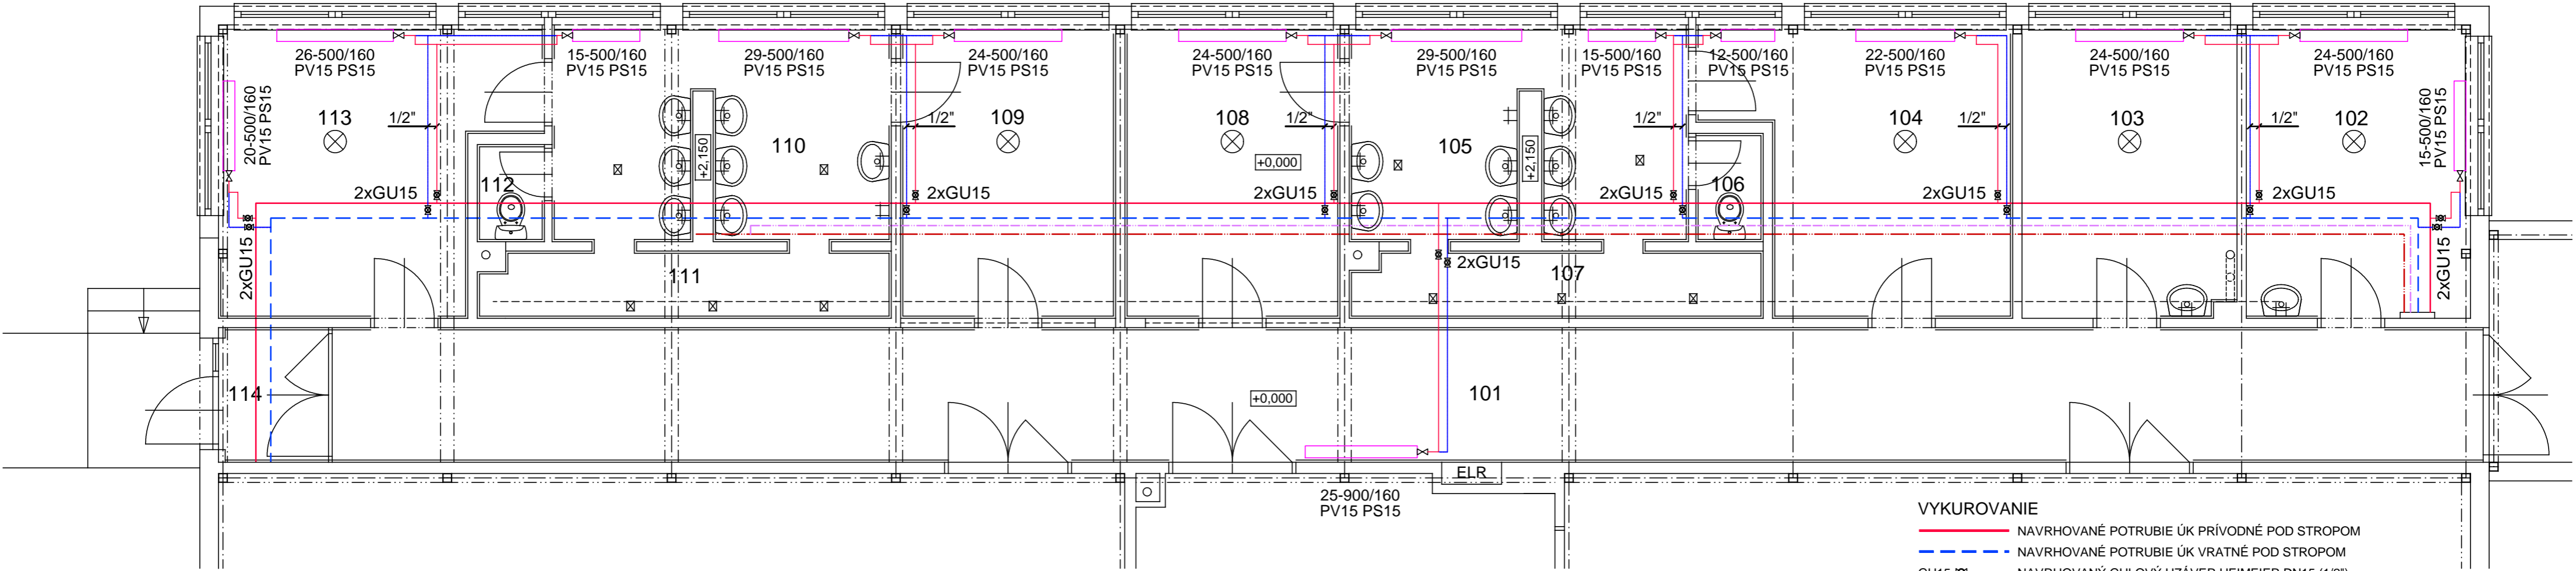 26-500/160
PV15 PS15
15-500/160
PV15 PS15
29-500/160
PV15 PS15
24-500/160
PV15 PS15
24-500/160
PV15 PS15
29-500/160
PV15 PS15
15-500/160
PV15 PS15
12-500/160
PV15 PS15
22-500/160
PV15 PS15
24-500/160
PV15 PS15
24-500/160
PV15 PS15
20-500/160
PV15 PS15
113
1/2"
+2,150
110
1/2"
109
108
1/2"
+0,000
105
+2,150
1/2"
104
1/2"
103
1/2"
102
15-500/160
PV15 PS15
112
106
2xGU15
2xGU15
2xGU15
2xGU15
2xGU15
2xGU15
2xGU15
2xGU15
2xGU15
111
107
114
+0,000
101
ELR
25-900/160
PV15 PS15
VYKUROVANIE
NAVRHOVANÉ POTRUBIE ÚK PRÍVODNÉ POD STROPOM
NAVRHOVANÉ POTRUBIE ÚK VRATNÉ POD STROPOM